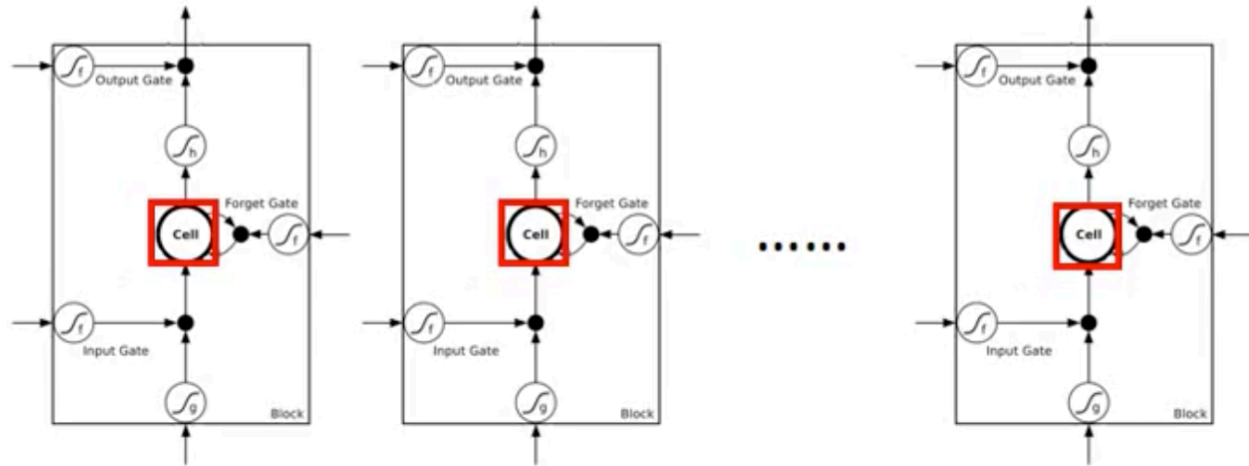 f
Output Gate
h
Forget Gate
Cell
f
f
Input Gate
g
Block
f
Output Gate
h
Forget Gate
Cell
f
f
Input Gate
g
Block
......
f
Output Gate
h
Forget Gate
Cell
f
f
Input Gate
g
Block